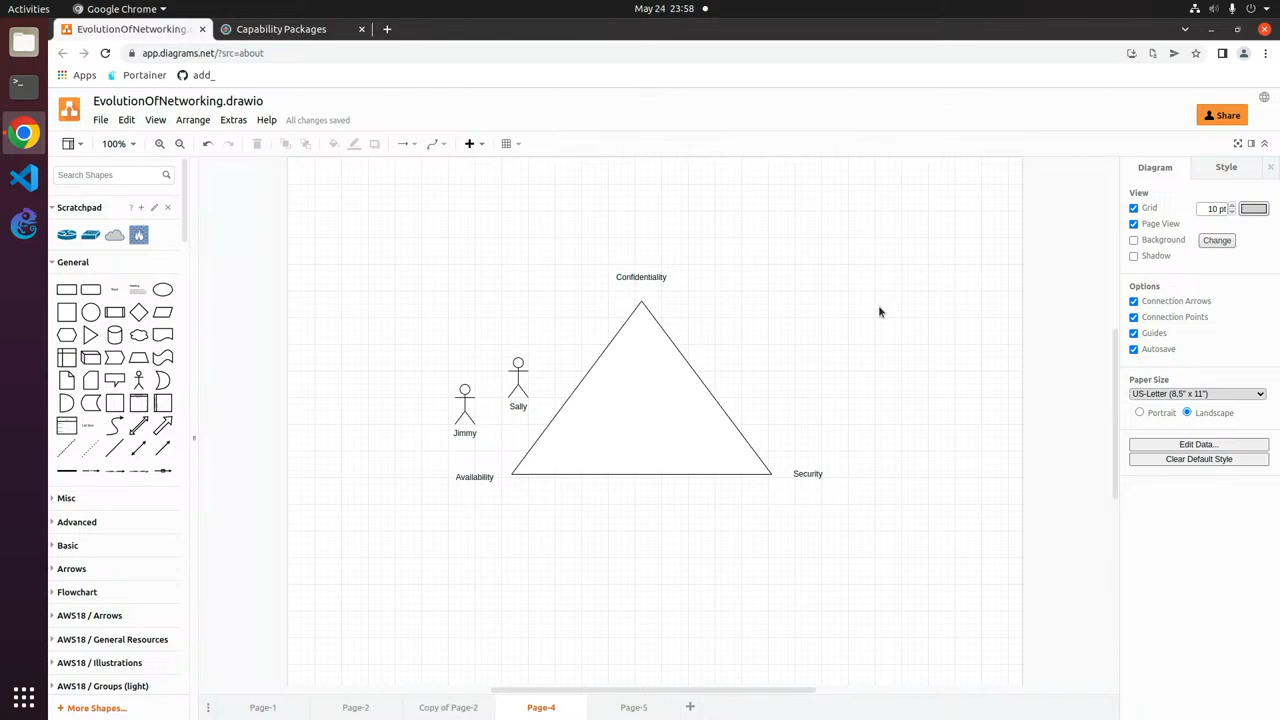 Activities
Google Chrome
May 24 23:58
EvolutionOfNetworking.
Capability Packages
app.diagrams.net/?src=about
Apps
Portainer
add_
EvolutionOfNetworking.drawio
File Edit View Arrange Extras Help All changes saved
Share
100%
Search Shapes
Scratchpad
?
General
Text
Heading
List Item
Misc
Advanced
Basic
Arrows
Flowchart
AWS18 / Arrows
AWS18 / General Resources
AWS18 / Illustrations
AWS18 / Groups (light)
+ More Shapes...
Confidentiality
Sally
Jimmy
Availability
Security
Diagram
Style
View
Grid
10 pt
Page View
Background
Change
Shadow
Options
Connection Arrows
Connection Points
Guides
Autosave
Paper Size
US-Letter (8,5" x 11")
Portrait
Landscape
Edit Data...
Clear Default Style
Page-1
Page-2
Copy of Page-2
Page-4
Page-5